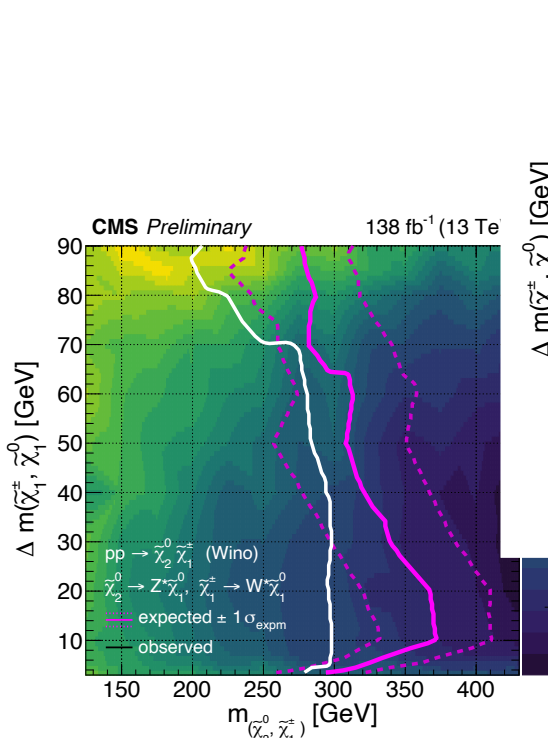 CMS Preliminary 138 fb⁻¹ (13 Te
Δ m(χ̃₁±, χ̃₁⁰) [GeV]
90
80
70
60
50
40
30
20
10
pp → χ̃₂⁰ χ̃₁± (Wino)
χ̃₂⁰ → Z*χ̃₁⁰, χ̃₁± → W*χ̃₁⁰
expected ± 1 σ_expm
observed
150 200 250 300 350 400
m(χ̃₂⁰, χ̃₁±) [GeV]
Δ m(χ̃±, χ̃⁰) [GeV]